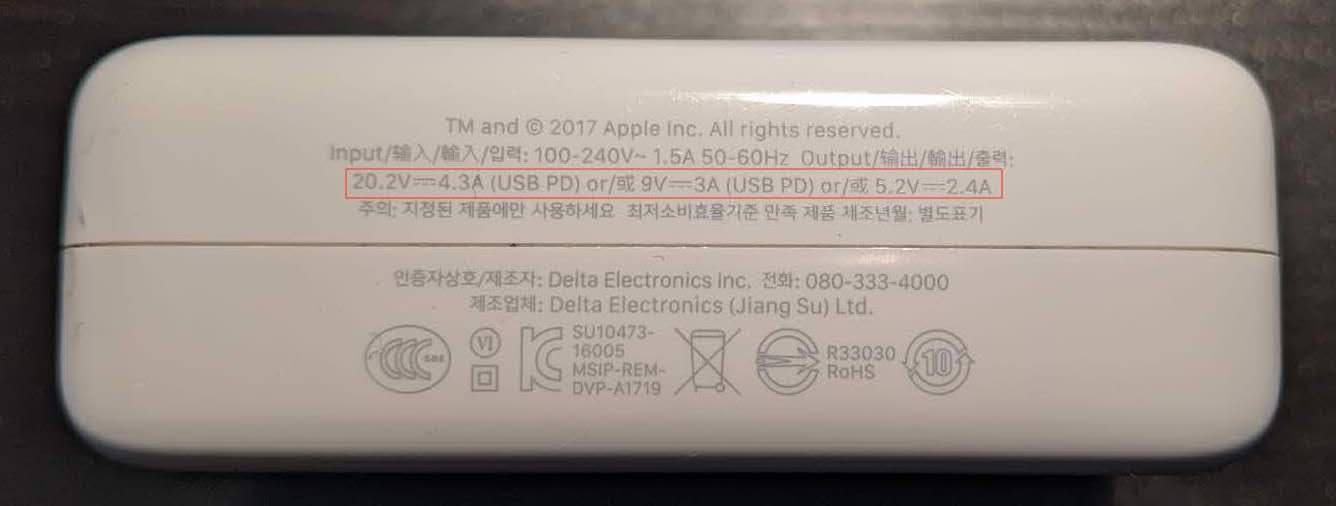 TM and © 2017 Apple Inc. All rights reserved.
Input/输入/輸入/입력: 100-240V~ 1.5A 50-60Hz Output/输出/輸出/출력:
20.2V⎓4.3A (USB PD) or/或 9V⎓3A (USB PD) or/或 5.2V⎓2.4A
주의: 지정된 제품에만 사용하세요 최저소비효율기준 만족 제품 제조년월: 별도표기
인증자상호/제조자: Delta Electronics Inc. 전화: 080-333-4000
제조업체: Delta Electronics (Jiang Su) Ltd.
CCC
VI
KC
SU10473-
16005
MSIP-REM-
DVP-A1719
R33030
RoHS
10